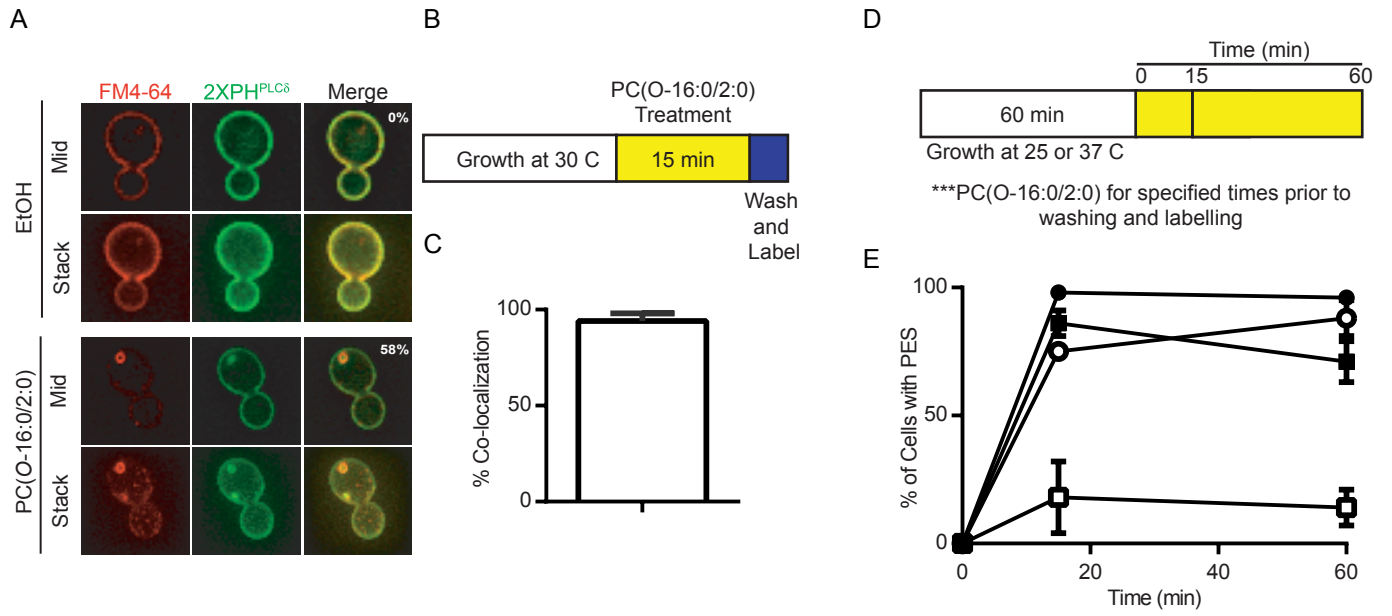 A
FM4-64 2XPHPLCδ Merge
EtOH
Mid
0%
Stack
PC(O-16:0/2:0)
Mid
58%
Stack
B
PC(O-16:0/2:0)
Treatment
Growth at 30 C
15 min
Wash
and
Label
C
% Co-localization
100
50
0
D
Time (min)
0 15 60
60 min
Growth at 25 or 37 C
***PC(O-16:0/2:0) for specified times prior to
washing and labelling
E
% of Cells with PES
100
50
0
0 20 40 60
Time (min)